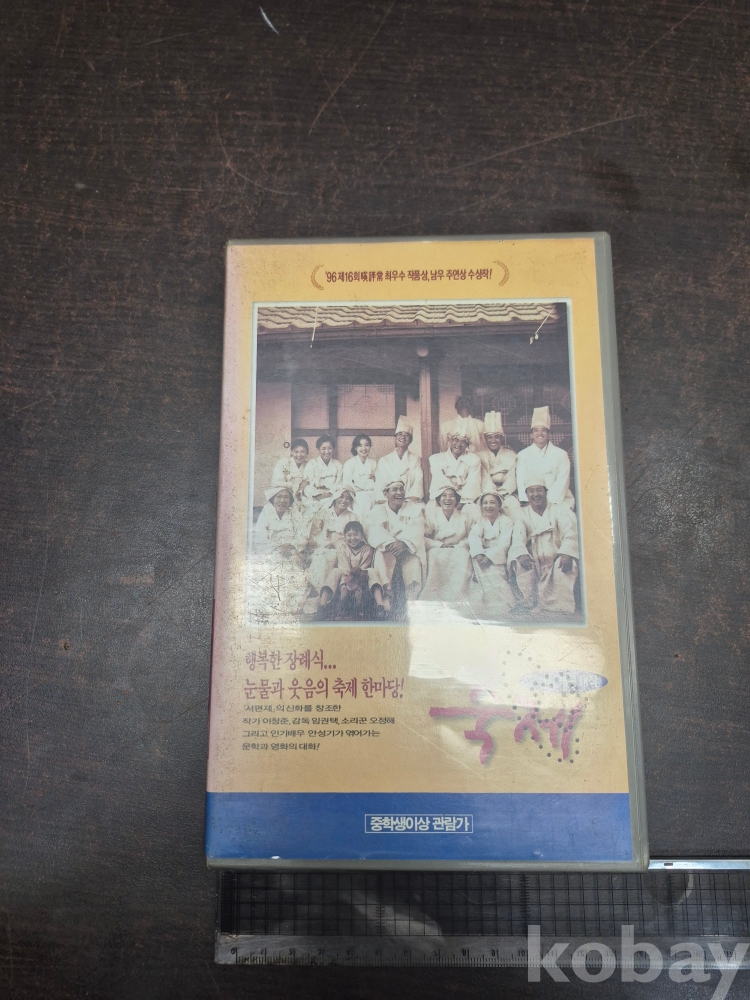 '96 제16회 映評常 최우수 작품상, 남우 주연상 수상작!
행복한 장례식...
눈물과 웃음의 축제 한마당!
'서편제'의 신화를 창조한
작가 이청준, 감독 임권택, 소리꾼 오정해
그리고 인기배우 안성기가 엮어가는
문학과 영화의 대화!
축제
중학생이상 관람가
kobay